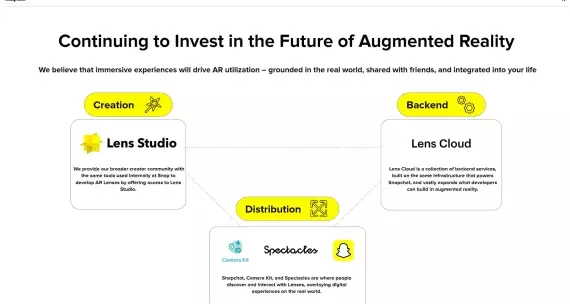 Continuing to Invest in the Future of Augmented Reality
We believe that immersive experiences will drive AR utilization – grounded in the real world, shared with friends, and integrated into your life
Creation
Backend
Lens Studio
Lens Cloud
We provide our broader creator community with
the same tools used internally at Snap to
develop AR Lenses by offering access to Lens
Studio.
Lens Cloud is a collection of backend services,
built on the same infrastructure that powers
Snapchat, and vastly expands what developers
can build in augmented reality.
Distribution
Camera Kit
Spectacles
Snapchat, Camera Kit, and Spectacles are where people
discover and interact with Lenses, overlaying digital
experiences on the real world.